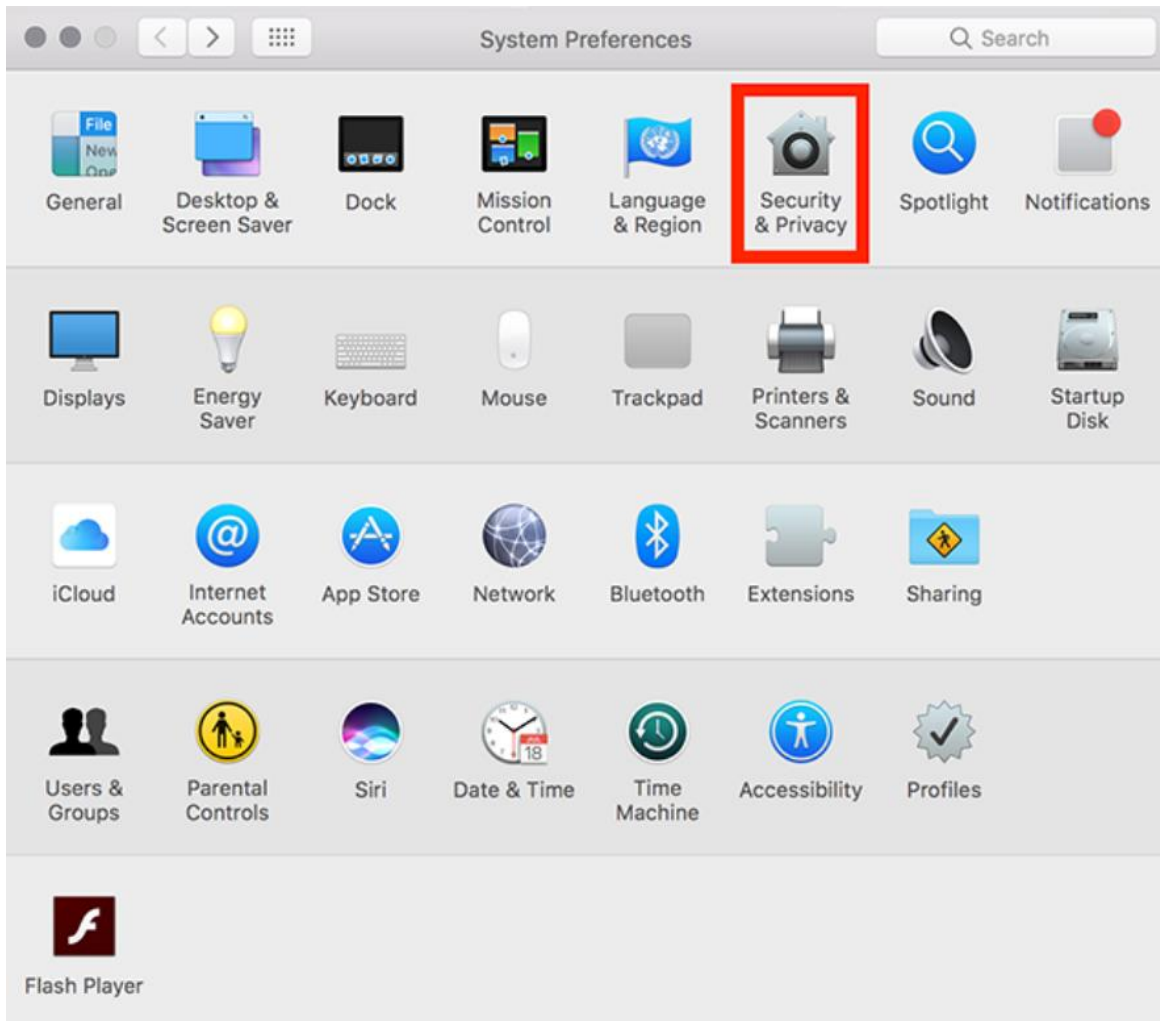 System Preferences
Search
File
New
Ope
General
Desktop &
Screen Saver
Dock
Mission
Control
Language
& Region
Security
& Privacy
Spotlight
Notifications
Displays
Energy
Saver
Keyboard
Mouse
Trackpad
Printers &
Scanners
Sound
Startup
Disk
iCloud
@
Internet
Accounts
App Store
Network
Bluetooth
Extensions
Sharing
Users &
Groups
Parental
Controls
Siri
JUL
18
Date & Time
Time
Machine
Accessibility
Profiles
Flash Player